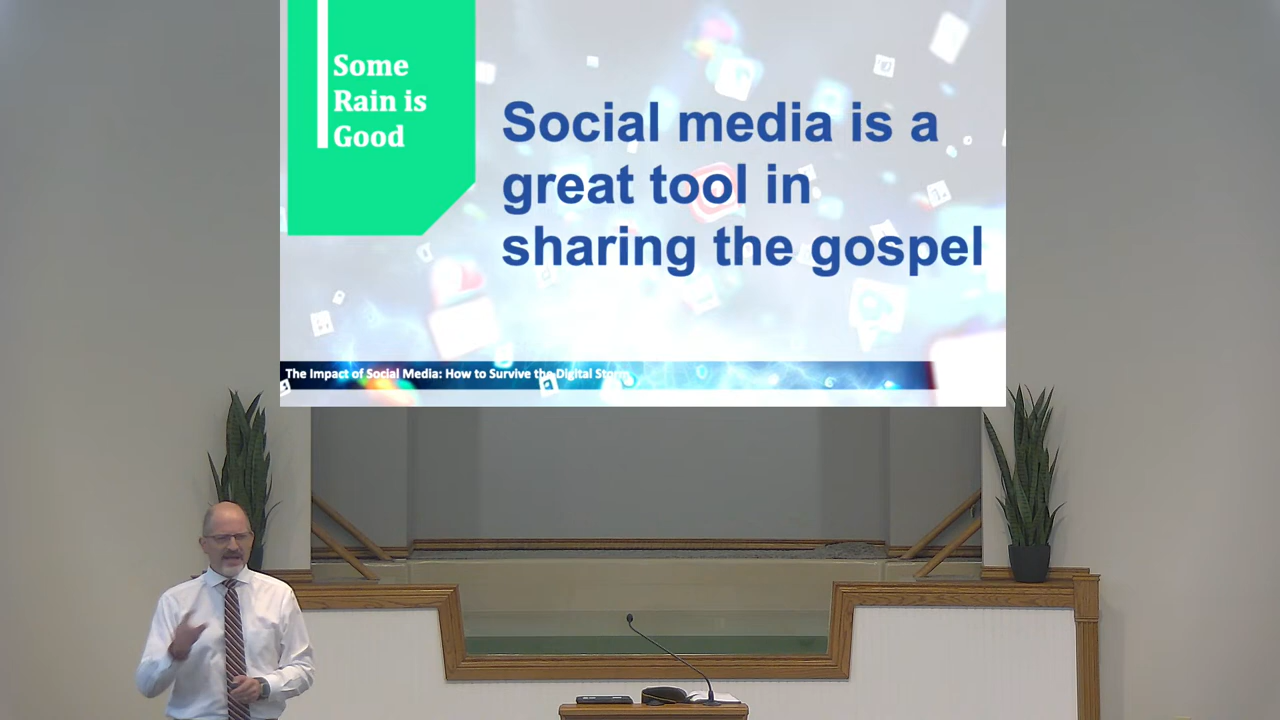 Some
Rain is
Good
Social media is a
great tool in
sharing the gospel
The Impact of Social Media: How to Survive the Digital Storm